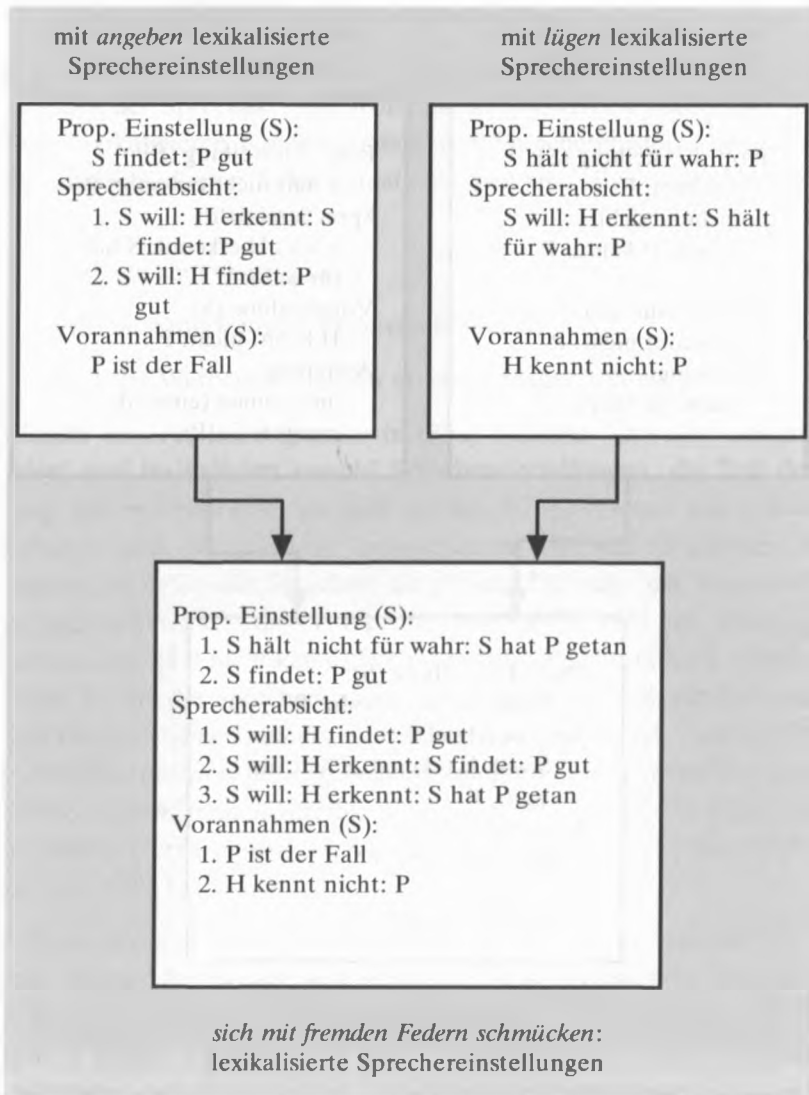 mit angeben lexikalisierte
Sprechereinstellungen
Prop. Einstellung (S):
S findet: P gut
Sprecherabsicht:
1. S will: H erkennt: S
findet: P gut
2. S will: H findet: P
gut
Vorannahmen (S):
P ist der Fall
mit lügen lexikalisierte
Sprechereinstellungen
Prop. Einstellung (S):
S hält nicht für wahr: P
Sprecherabsicht:
S will: H erkennt: S hält
für wahr: P
Vorannahmen (S):
H kennt nicht: P
Prop. Einstellung (S):
1. S hält nicht für wahr: S hat P getan
2. S findet: P gut
Sprecherabsicht:
1. S will: H findet: P gut
2. S will: H erkennt: S findet: P gut
3. S will: H erkennt: S hat P getan
Vorannahmen (S):
1. P ist der Fall
2. H kennt nicht: P
sich mit fremden Federn schmücken:
lexikalisierte Sprechereinstellungen